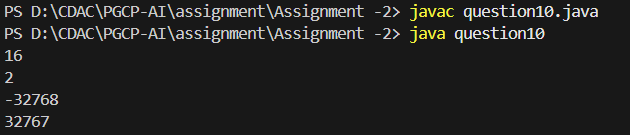 PS D:\CDAC\PGCP-AI\assignment\Assignment -2> javac question10.java
PS D:\CDAC\PGCP-AI\assignment\Assignment -2> java question10
16
2
-32768
32767